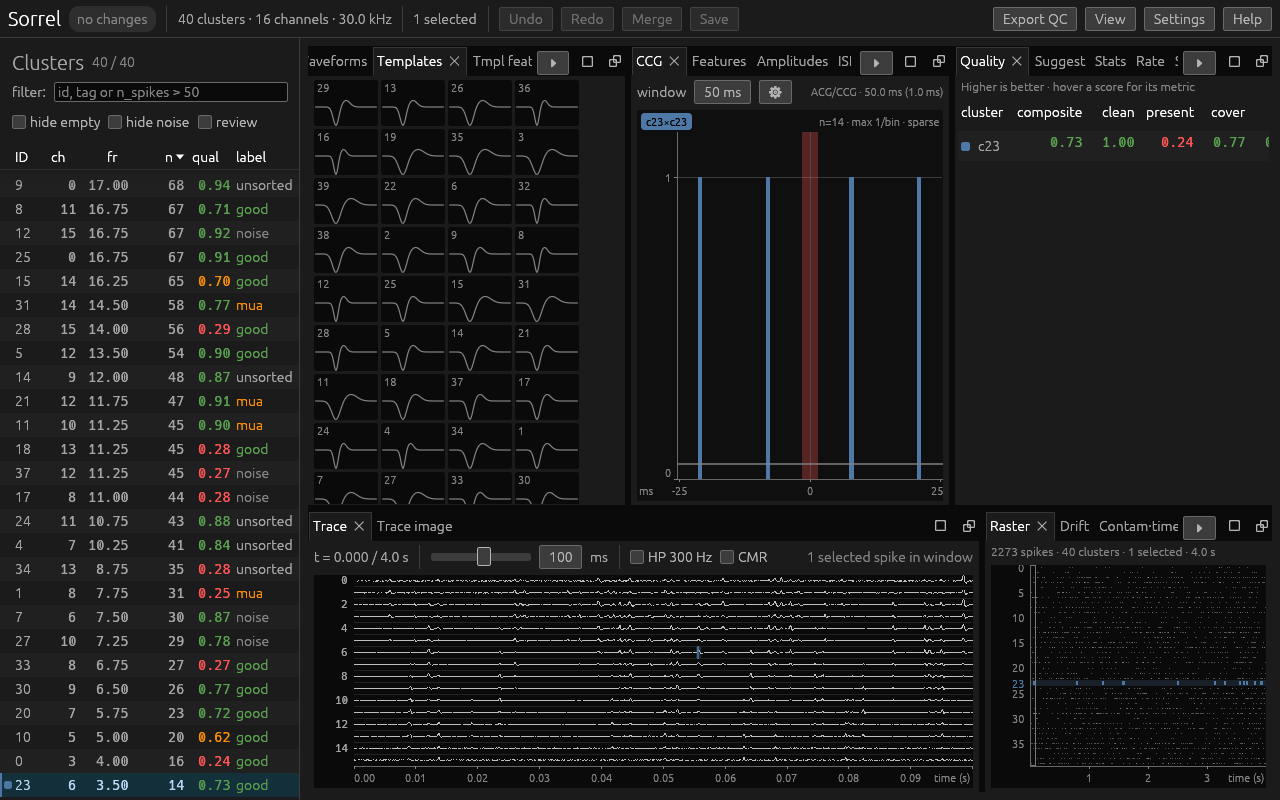 Sorrel no changes 40 clusters · 16 channels · 30.0 kHz 1 selected Undo Redo Merge Save Export QC View Settings Help
Clusters 40 / 40
filter: id, tag or n_spikes > 50
hide empty hide noise review
ID ch fr n qual label
9 0 17.00 68 0.94 unsorted
8 11 16.75 67 0.71 good
12 15 16.75 67 0.92 noise
25 0 16.75 67 0.91 good
15 14 16.25 65 0.70 good
31 14 14.50 58 0.77 mua
28 15 14.00 56 0.29 good
5 12 13.50 54 0.90 good
14 9 12.00 48 0.87 unsorted
21 12 11.75 47 0.91 mua
11 10 11.25 45 0.90 mua
18 13 11.25 45 0.28 good
37 12 11.25 45 0.27 noise
17 8 11.00 44 0.28 noise
24 11 10.75 43 0.88 unsorted
4 7 10.25 41 0.84 unsorted
34 13 8.75 35 0.28 unsorted
1 8 7.75 31 0.25 mua
7 6 7.50 30 0.87 noise
27 10 7.25 29 0.78 noise
33 8 6.75 27 0.27 good
30 9 6.50 26 0.77 good
20 7 5.75 23 0.72 good
10 5 5.00 20 0.62 good
0 3 4.00 16 0.24 good
23 6 3.50 14 0.73 good
aveforms Templates Tmpl feat
29 13 26 36
16 19 35 3
39 22 6 32
38 2 9 8
12 25 15 31
28 5 14 21
11 18 37 17
24 4 34 1
7 27 33 30
CCG Features Amplitudes ISI
window 50 ms ACG/CCG · 50.0 ms (1.0 ms)
c23×c23 n=14 · max 1/bin · sparse
1
0
ms -25 0 25
Quality Suggest Stats Rate
Higher is better · hover a score for its metric
cluster composite clean present cover
c23 0.73 1.00 0.24 0.77
Trace Trace image
t = 0.000 / 4.0 s 100 ms HP 300 Hz CMR 1 selected spike in window
0
2
4
6
8
10
12
14
0.00 0.01 0.02 0.03 0.04 0.05 0.06 0.07 0.08 0.09 time (s)
Raster Drift Contam-time
2273 spikes · 40 clusters · 1 selected · 4.0 s
0
5
10
15
20
23
25
30
35
1 2 3 time (s)